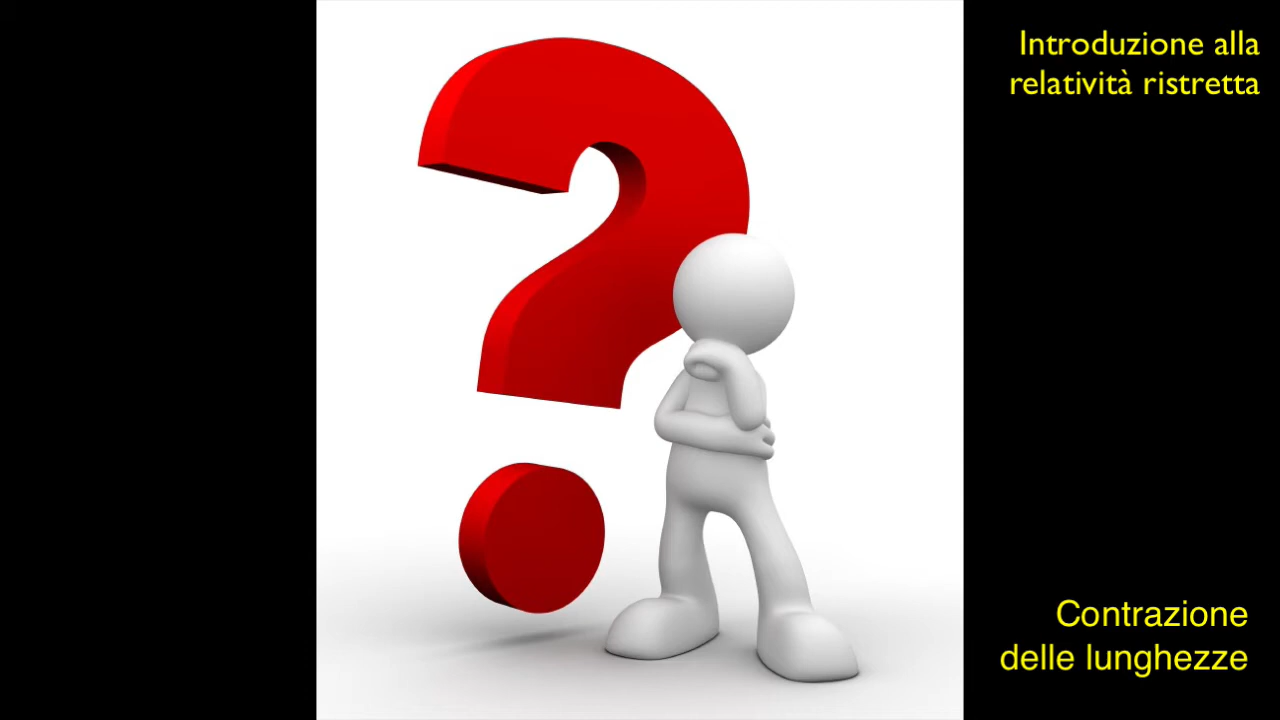 Introduzione alla
relatività ristretta
Contrazione
delle lunghezze